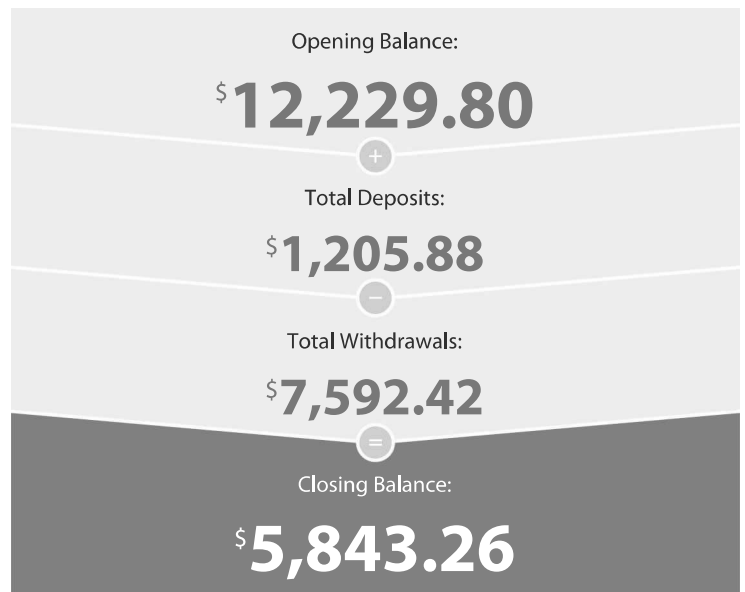 Opening Balance:
$12,229.80
+
Total Deposits:
$1,205.88
−
Total Withdrawals:
$7,592.42
=
Closing Balance:
$5,843.26